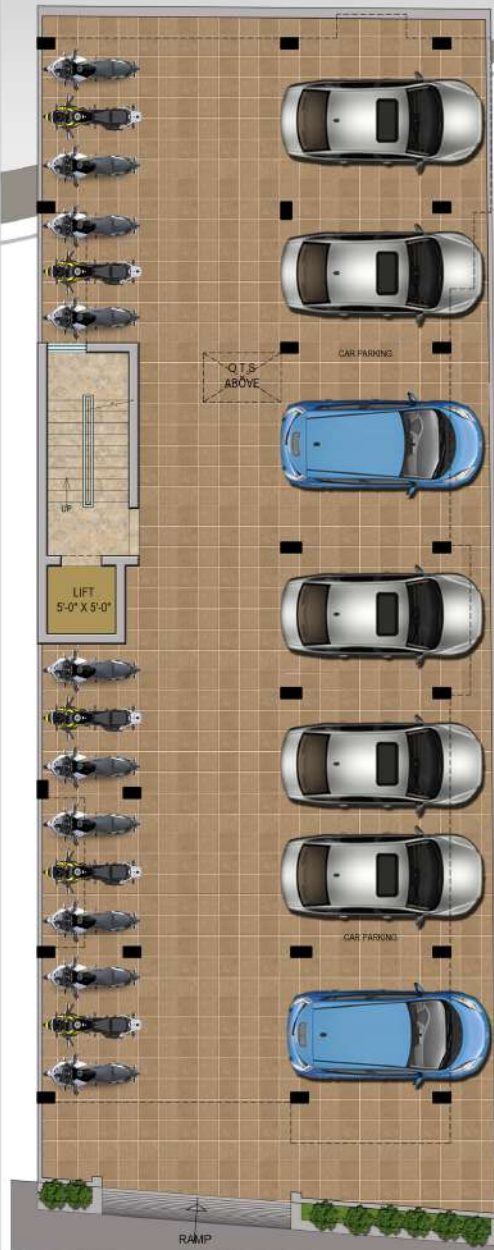 CAR PARKING
O.T.S
ABOVE
UP
LIFT
5'-0" X 5'-0"
CAR PARKING
RAMP